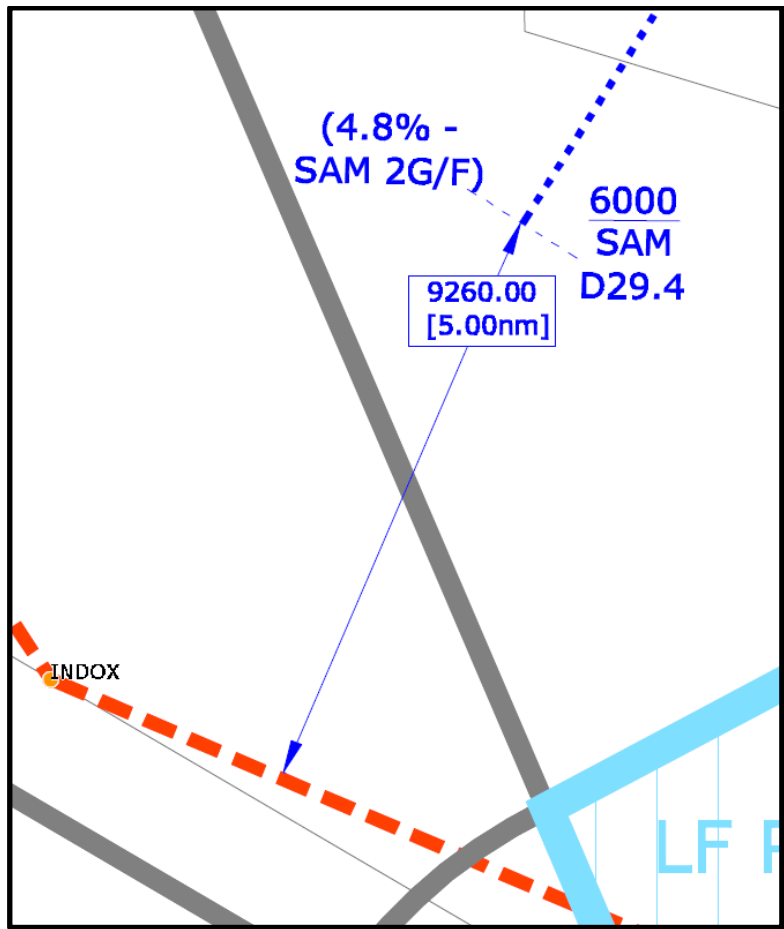 (4.8% -
SAM 2G/F)
6000
SAM
D29.4
9260.00
[5.00nm]
INDOX
LF